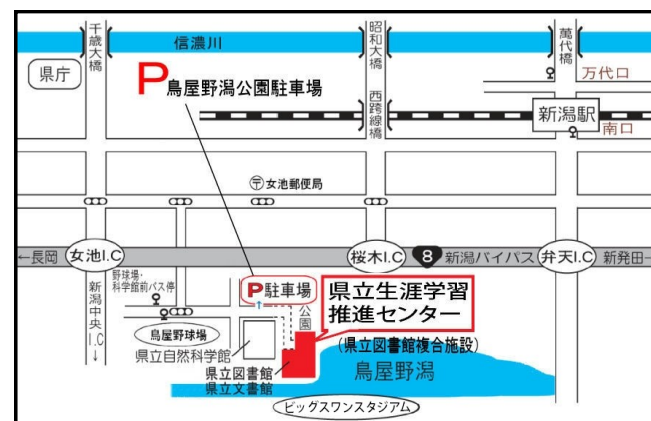 千歳大橋
信濃川
昭和大橋
萬代橋
県庁
P鳥屋野潟公園駐車場
万代口
西跨線橋
新潟駅
南口
〒女池郵便局
←長岡
女池I.C
桜木I.C
8
新潟バイパス
弁天I.C
新発田→
新潟中央I.C↓
野球場・
科学館前バス停
P駐車場
公園
県立生涯学習
推進センター
(県立図書館複合施設)
鳥屋野球場
県立自然科学館
鳥屋野潟
県立図書館
県立文書館
ビッグスワンスタジアム